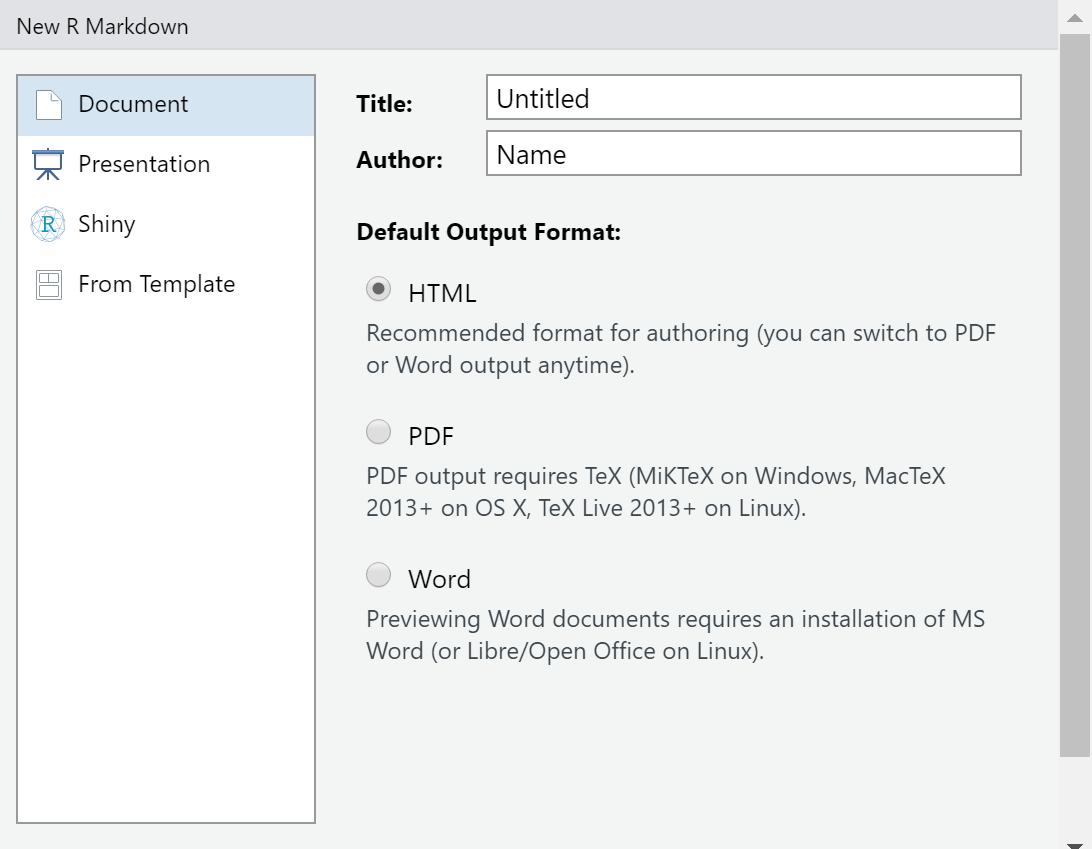 New R Markdown
Document
Presentation
R
Shiny
From Template
Title:
Untitled
Author:
Name
Default Output Format:
HTML
Recommended format for authoring (you can switch to PDF
or Word output anytime).
PDF
PDF output requires TeX (MiKTeX on Windows, MacTeX
2013+ on OS X, TeX Live 2013+ on Linux).
Word
Previewing Word documents requires an installation of MS
Word (or Libre/Open Office on Linux).